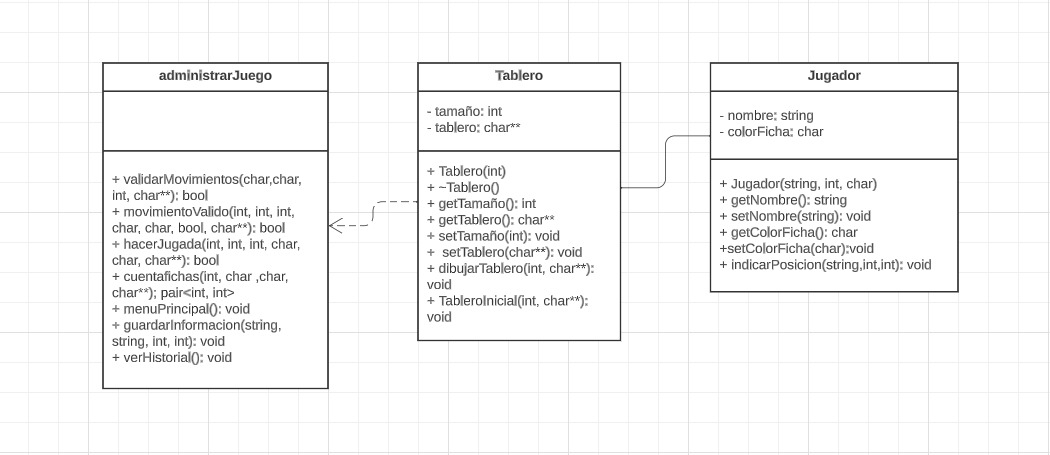 administrarJuego
+ validarMovimientos(char,char,
int, char**): bool
+ movimientoValido(int, int, int,
char, char, bool, char**): bool
+ hacerJugada(int, int, int, char,
char, char**): bool
+ cuentafichas(int, char ,char,
char**); pair<int, int>
+ menuPrincipal(): void
+ guardarInformacion(string,
string, int, int): void
+ verHistorial(): void
Tablero
- tamaño: int
- tablero; char**
+ Tablero(int)
+ ~Tablero()
+ getTamaño(): int
+ getTablero(): char**
+ setTamaño(int): void
+ setTablero(char**): void
+ dibujarTablero(int, char**):
void
+ TableroInicial(int, char**):
void
Jugador
- nombre; string
- colorFicha; char
+ Jugador(string, int, char)
+ getNombre(): string
+ setNombre(string): void
+ getColorFicha(): char
+setColorFicha(char):void
+ indicarPosicion(string,int,int): void